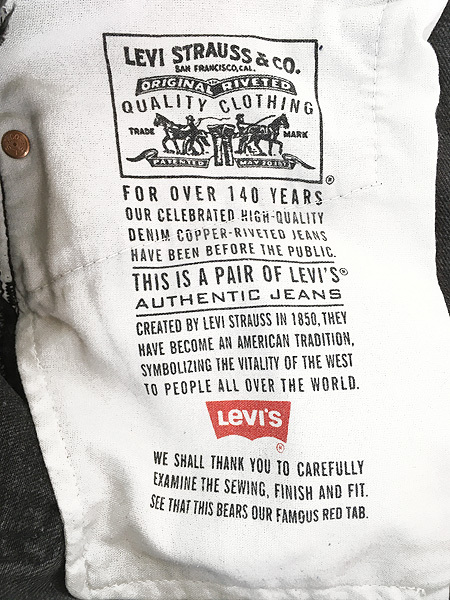 LEVI STRAUSS & CO.
SAN FRANCISCO, CAL.
ORIGINAL RIVETED
QUALITY CLOTHING
TRADE MARK
PATENTED MAY 20 1873
®
FOR OVER 140 YEARS
OUR CELEBRATED HIGH-QUALITY
DENIM COPPER-RIVETED JEANS
HAVE BEEN BEFORE THE PUBLIC.
THIS IS A PAIR OF LEVI'S®
AUTHENTIC JEANS
CREATED BY LEVI STRAUSS IN 1850, THEY
HAVE BECOME AN AMERICAN TRADITION,
SYMBOLIZING THE VITALITY OF THE WEST
TO PEOPLE ALL OVER THE WORLD.
LEVI'S
®
WE SHALL THANK YOU TO CAREFULLY
EXAMINE THE SEWING, FINISH AND FIT.
SEE THAT THIS BEARS OUR FAMOUS RED TAB.